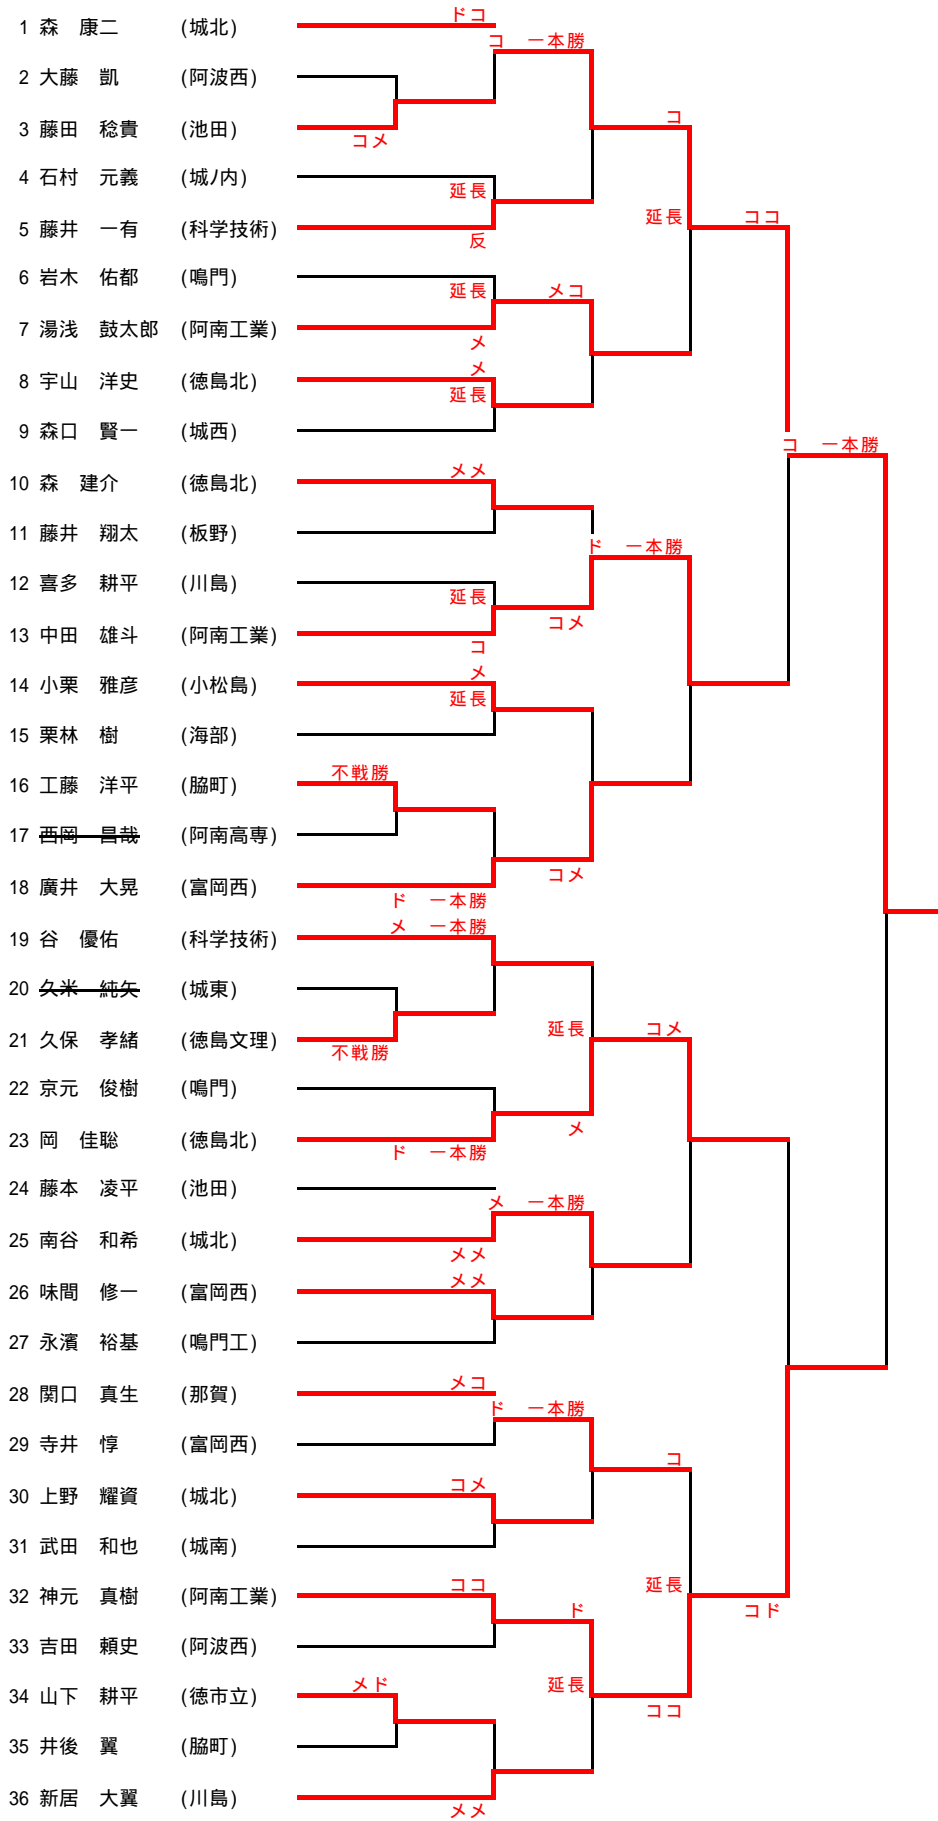 ドコ
1 森　康二 (城北)
コ　一本勝
2 大藤　凱 (阿波西)
3 藤田　稔貴 (池田)
コ
コメ
4 石村　元義 (城ノ内)
延長
延長 ココ
5 藤井　一有 (科学技術)
反
6 岩木　佑都 (鳴門)
延長 メコ
7 湯浅　鼓太郎 (阿南工業)
メ
メ
8 宇山　洋史 (徳島北)
延長
9 森口　賢一 (城西)
コ　一本勝
メメ
10 森　建介 (徳島北)
11 藤井　翔太 (板野)
ド　一本勝
12 喜多　耕平 (川島)
延長
コメ
13 中田　雄斗 (阿南工業)
コ
メ
14 小栗　雅彦 (小松島)
延長
15 栗林　樹 (海部)
不戦勝
16 工藤　洋平 (脇町)
17 西岡　昌哉 (阿南高専)
コメ
18 廣井　大晃 (富岡西)
ド　一本勝
メ　一本勝
19 谷　優佑 (科学技術)
20 久米　純矢 (城東)
延長 コメ
21 久保　孝緒 (徳島文理)
不戦勝
22 京元　俊樹 (鳴門)
メ
23 岡　佳聡 (徳島北)
ド　一本勝
24 藤本　凌平 (池田)
メ　一本勝
25 南谷　和希 (城北)
メメ
メメ
26 味間　修一 (富岡西)
27 永濱　裕基 (鳴門工)
メコ
28 関口　真生 (那賀)
ド　一本勝
29 寺井　惇 (富岡西)
コ
コメ
30 上野　耀資 (城北)
31 武田　和也 (城南)
ココ 延長
32 神元　真樹 (阿南工業)
ド コド
33 吉田　頼史 (阿波西)
メド 延長
34 山下　耕平 (徳市立)
ココ
35 井後　翼 (脇町)
36 新居　大翼 (川島)
メメ